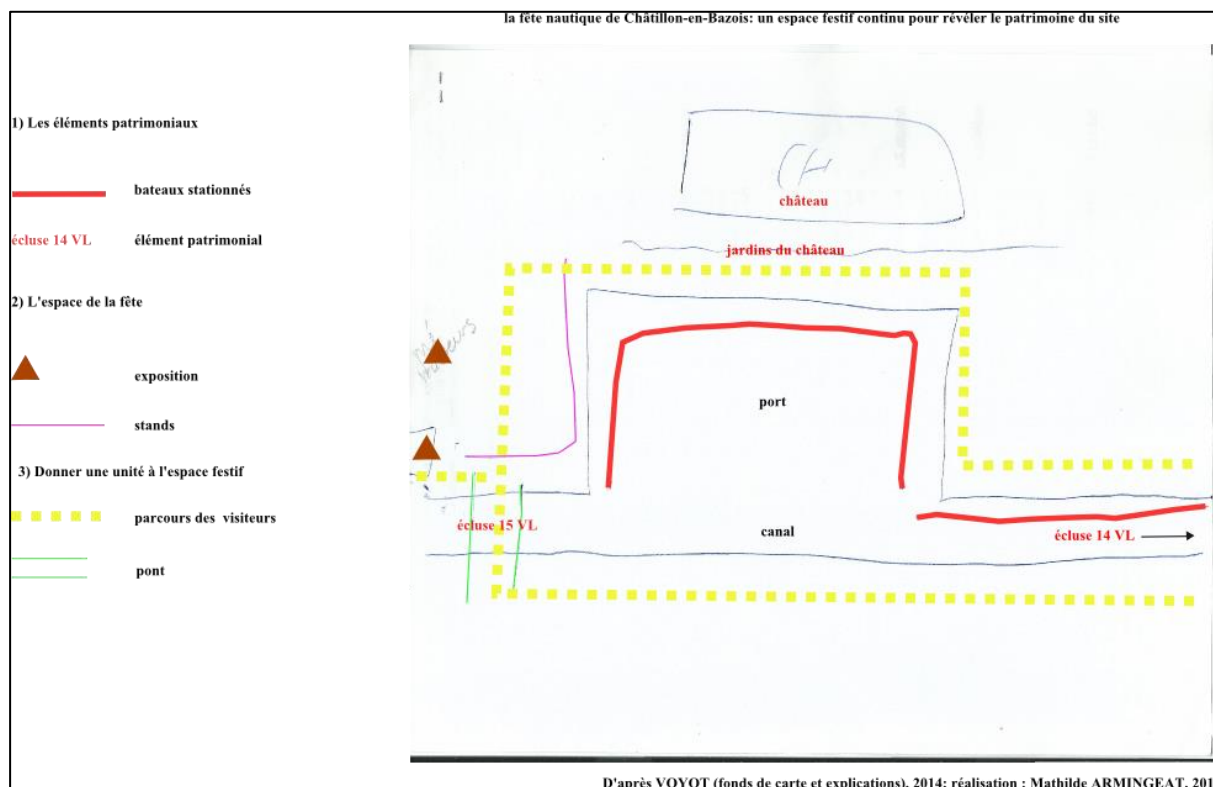 la fête nautique de Châtillon-en-Bazois: un espace festif continu pour révéler le patrimoine du site
1) Les éléments patrimoniaux
bateaux stationnés
écluse 14 VL élément patrimonial
2) L'espace de la fête
exposition
stands
3) Donner une unité à l'espace festif
parcours des visiteurs
pont
CH
château
jardins du château
port
écluse 15 VL
canal
écluse 14 VL
D'après VOYOT (fonds de carte et explications), 2014; réalisation : Mathilde ARMINGEAT, 201